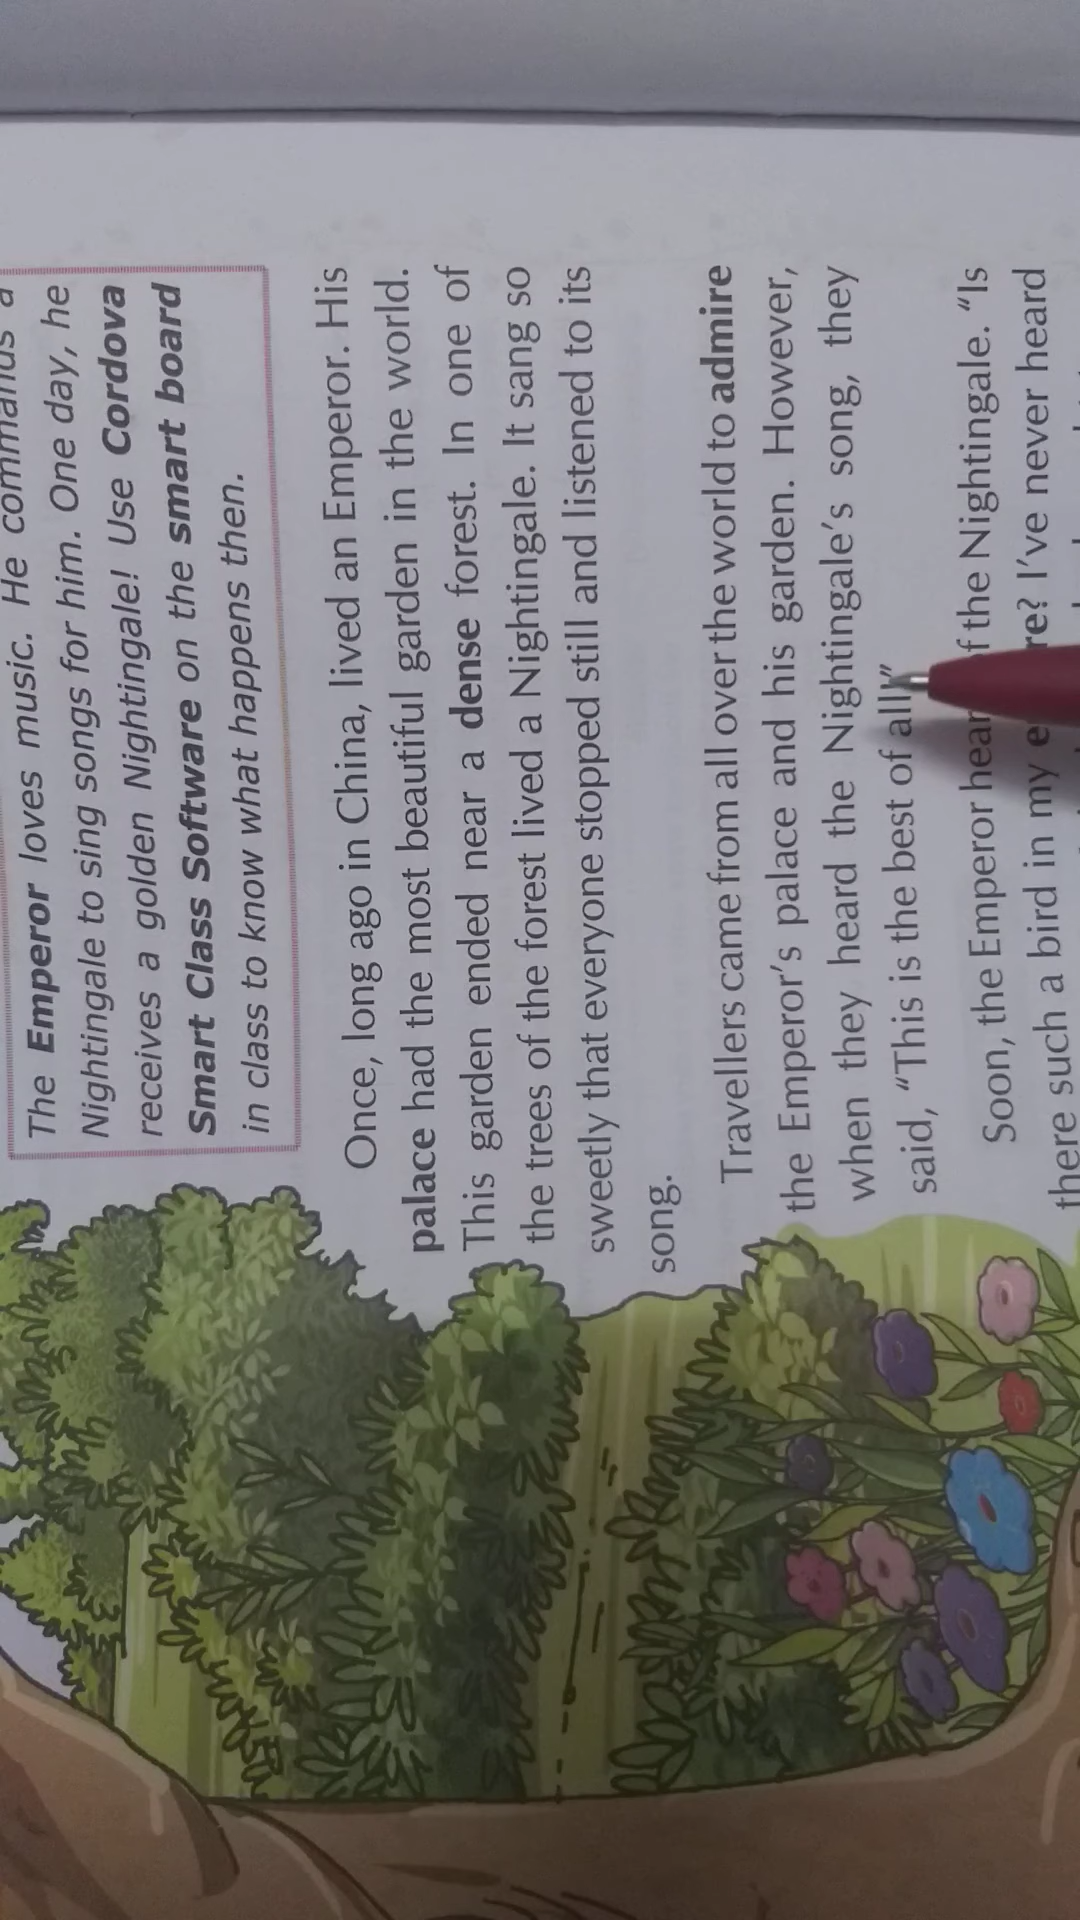 The Emperor loves music. He commands a
Nightingale to sing songs for him. One day, he
receives a golden Nightingale! Use Cordova
Smart Class Software on the smart board
in class to know what happens then.
Once, long ago in China, lived an Emperor. His
palace had the most beautiful garden in the world.
This garden ended near a dense forest. In one of
the trees of the forest lived a Nightingale. It sang so
sweetly that everyone stopped still and listened to its
song.
Travellers came from all over the world to admire
the Emperor's palace and his garden. However,
when they heard the Nightingale's song, they
said, "This is the best of all"
Soon, the Emperor hear f the Nightingale. "Is
there such a bird in my e re? I've never heard